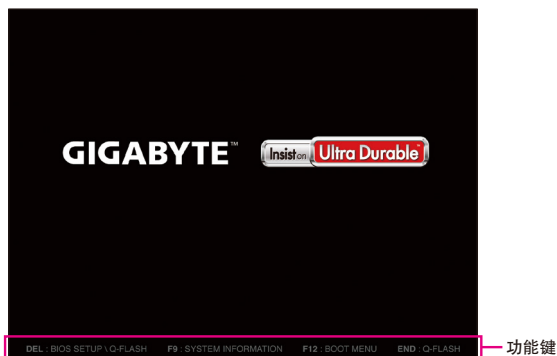 GIGABYTE™
Insist on Ultra Durable™
DEL : BIOS SETUP \ Q-FLASH F9 : SYSTEM INFORMATION F12 : BOOT MENU END : Q-FLASH
功能键